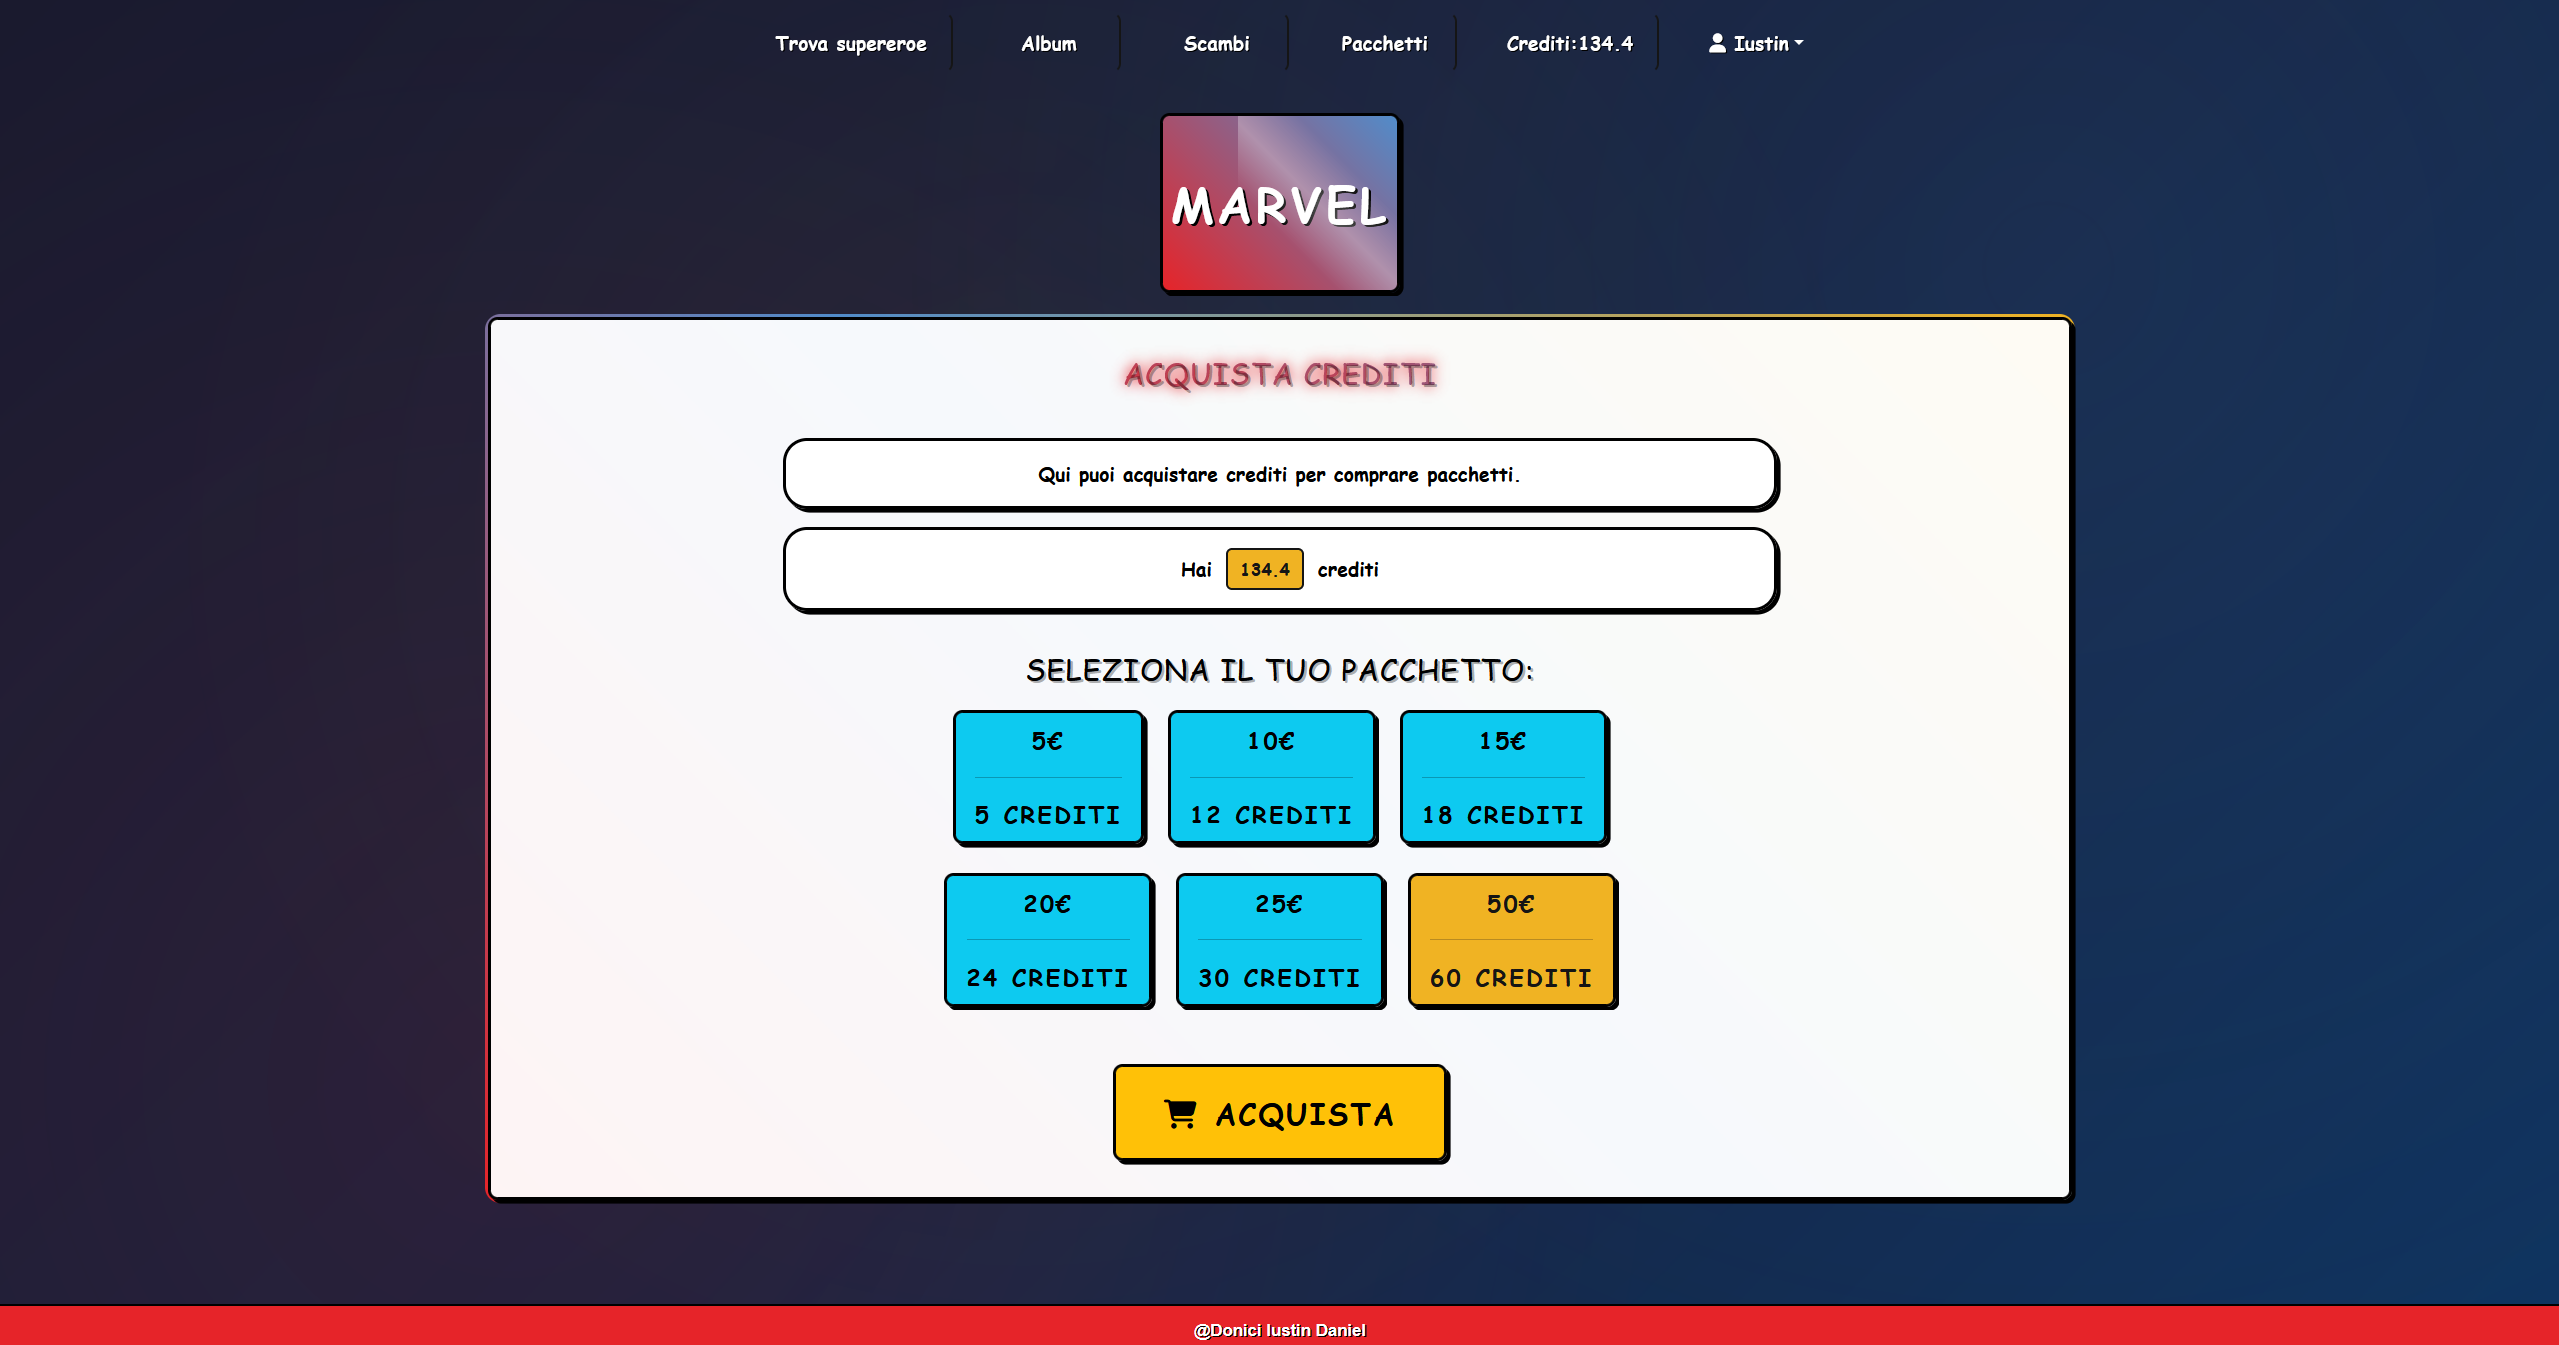 Trova supereroe Album Scambi Pacchetti Crediti:134.4 Iustin
MARVEL
ACQUISTA CREDITI
Qui puoi acquistare crediti per comprare pacchetti.
Hai 134.4 crediti
SELEZIONA IL TUO PACCHETTO:
5€ 10€ 15€
5 CREDITI 12 CREDITI 18 CREDITI
20€ 25€ 50€
24 CREDITI 30 CREDITI 60 CREDITI
ACQUISTA
@Donici Iustin Daniel